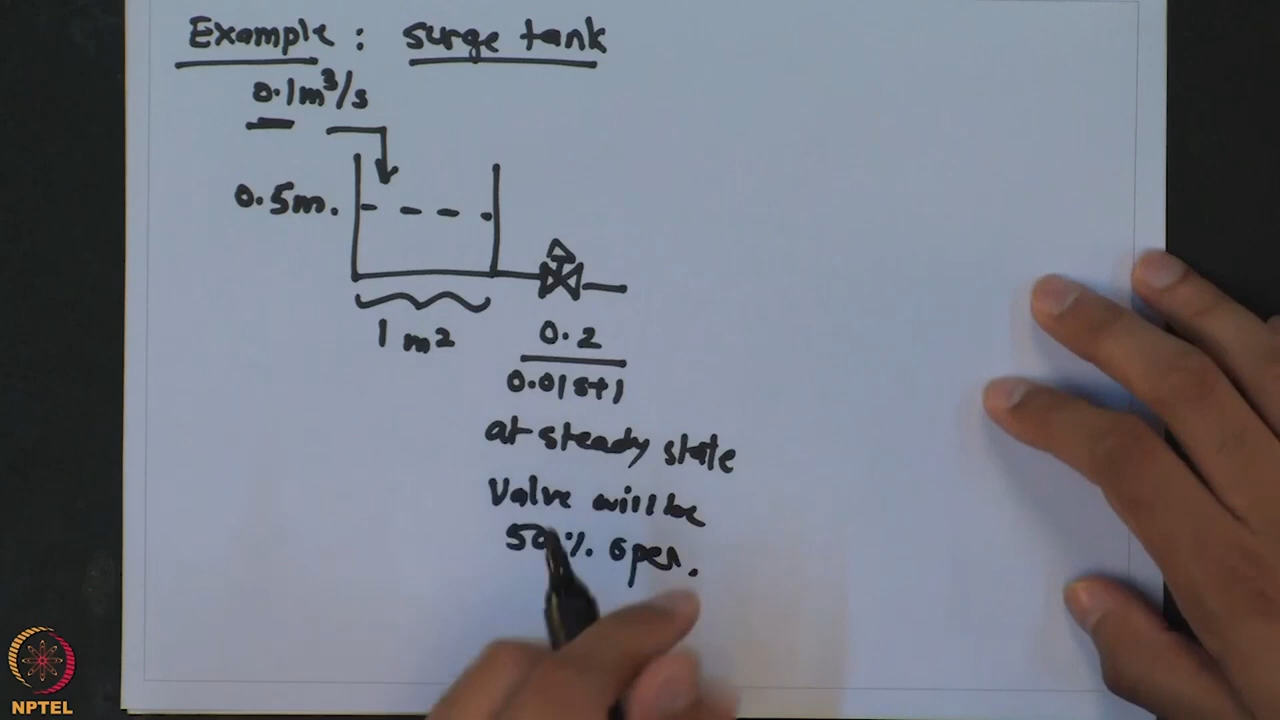 Example : surge tank
0.1m³/s
0.5m.
1 m2
0.2
0.01s+1
at steady state
Valve will be
50% open.
NPTEL